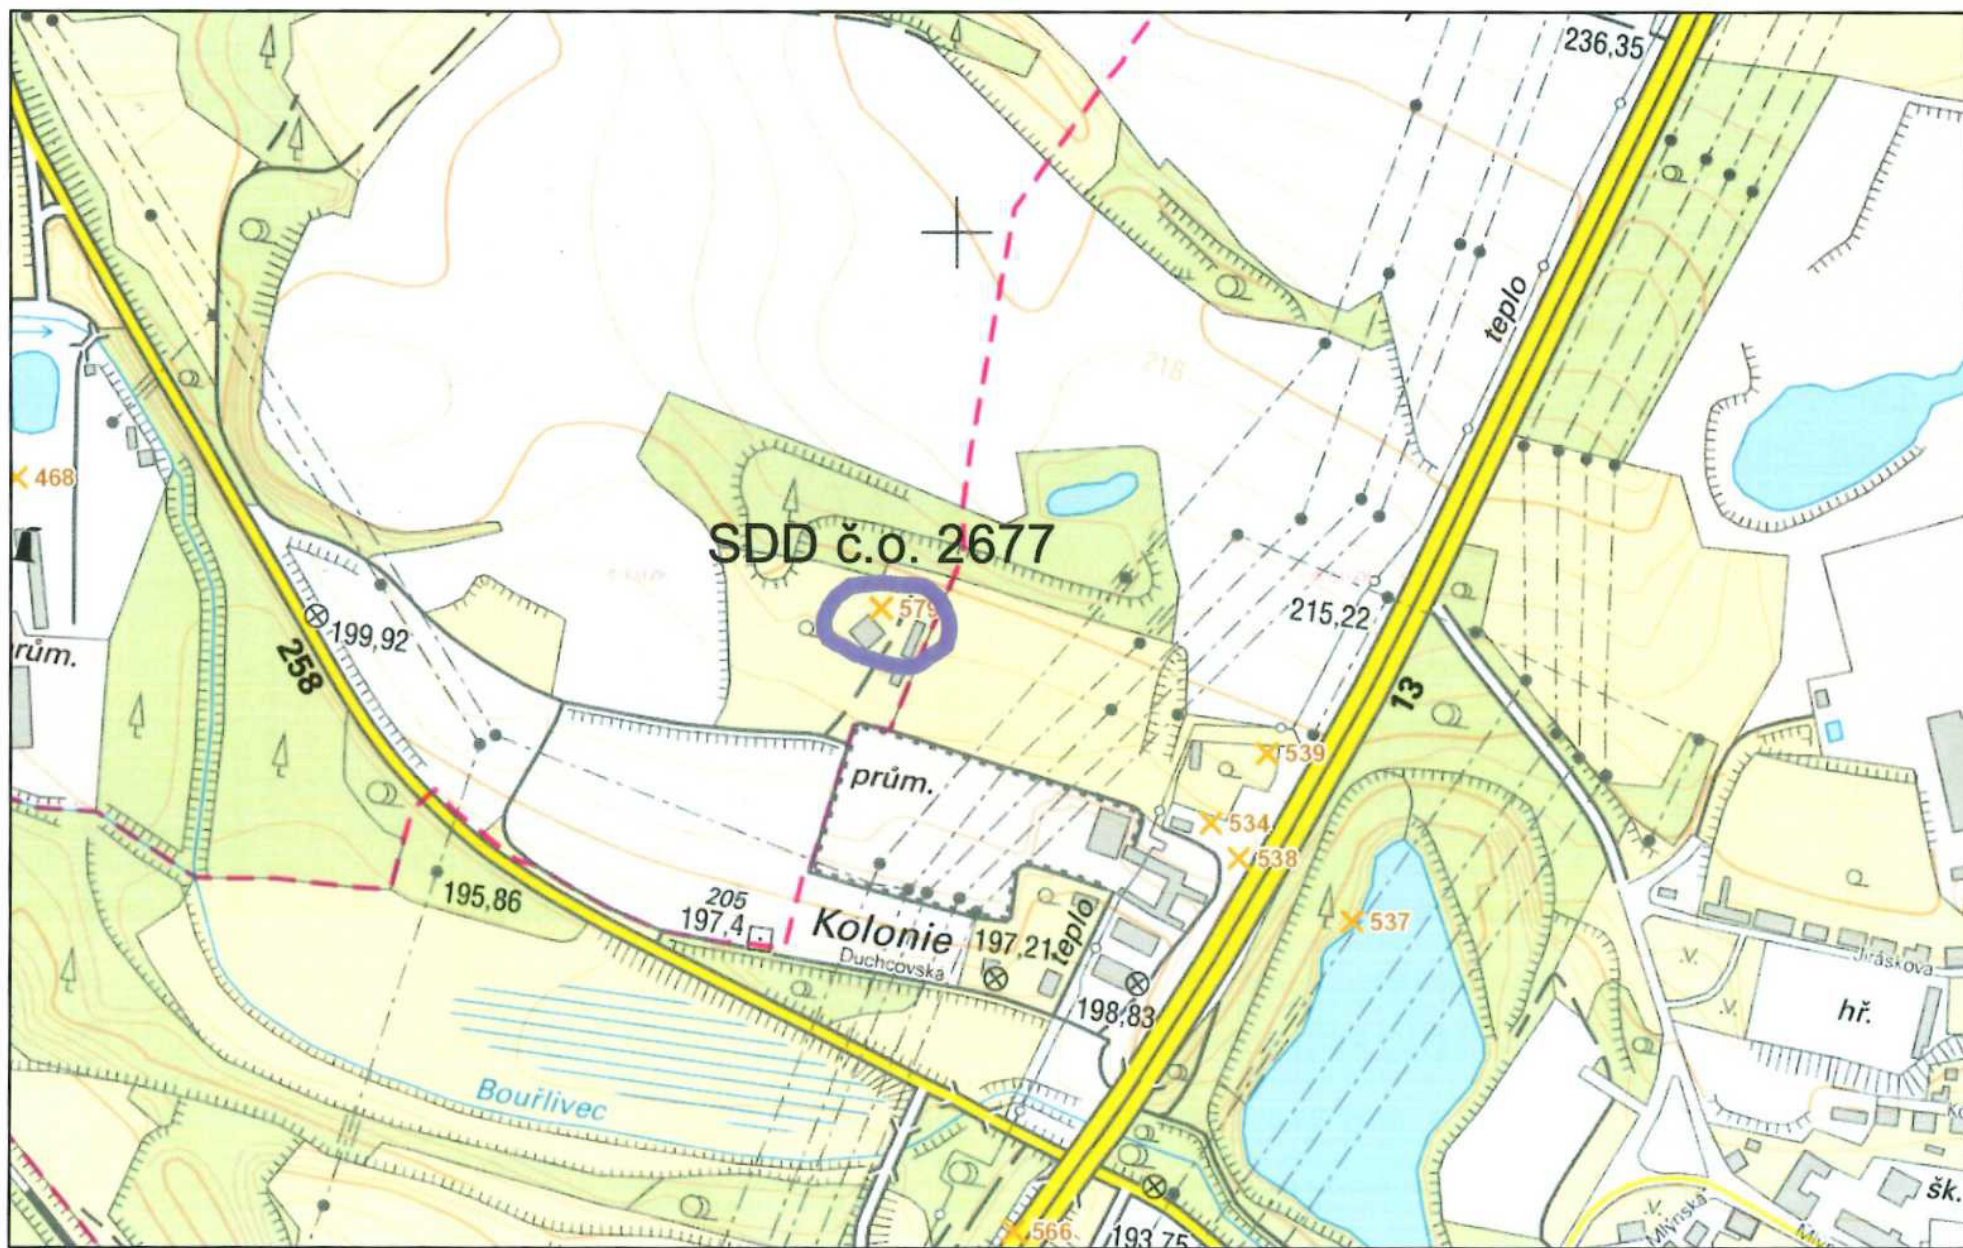 236,35
teplo
218
468
SDD č.o. 2677
579
199,92
215,22
258
13
539
prům.
534
538
205
197,4
195,86
Kolonie
197,21
teplo
Duchcovska
537
Jiráskova
198,83
hř.
Bouřlivec
šk.
Mlýnská
566
193,75